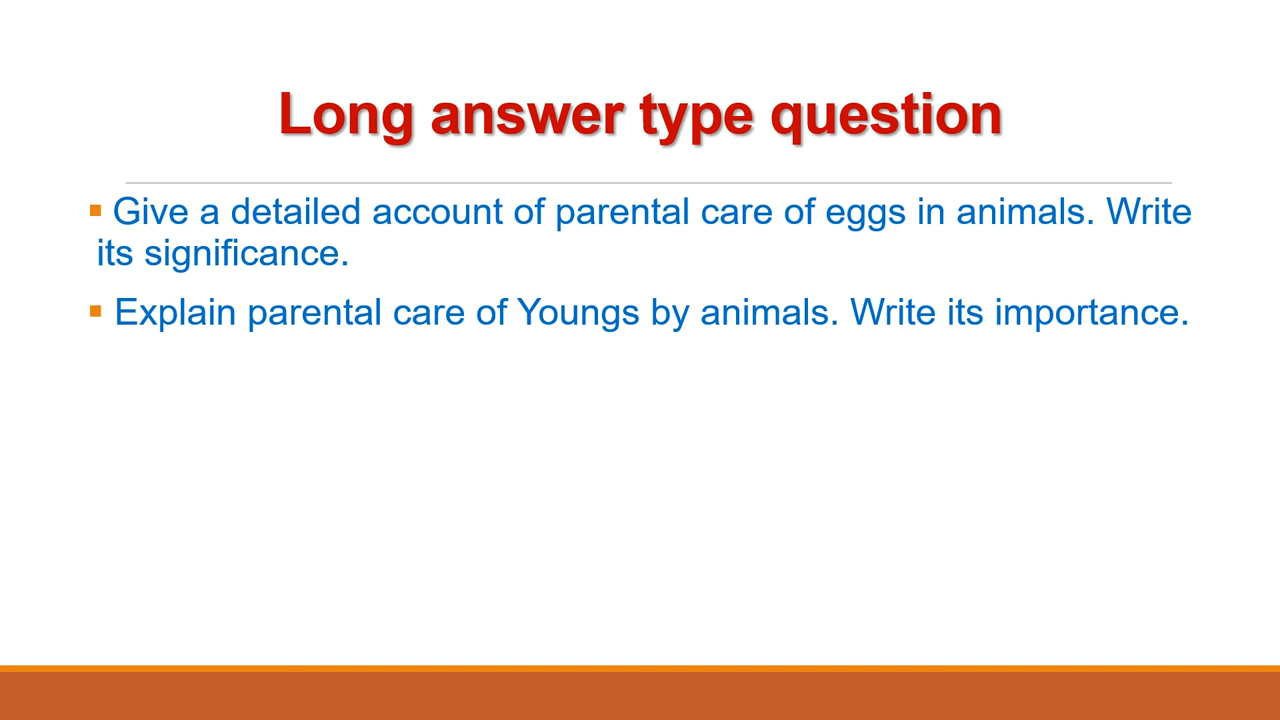 Long answer type question
▪ Give a detailed account of parental care of eggs in animals. Write
its significance.
▪ Explain parental care of Youngs by animals. Write its importance.